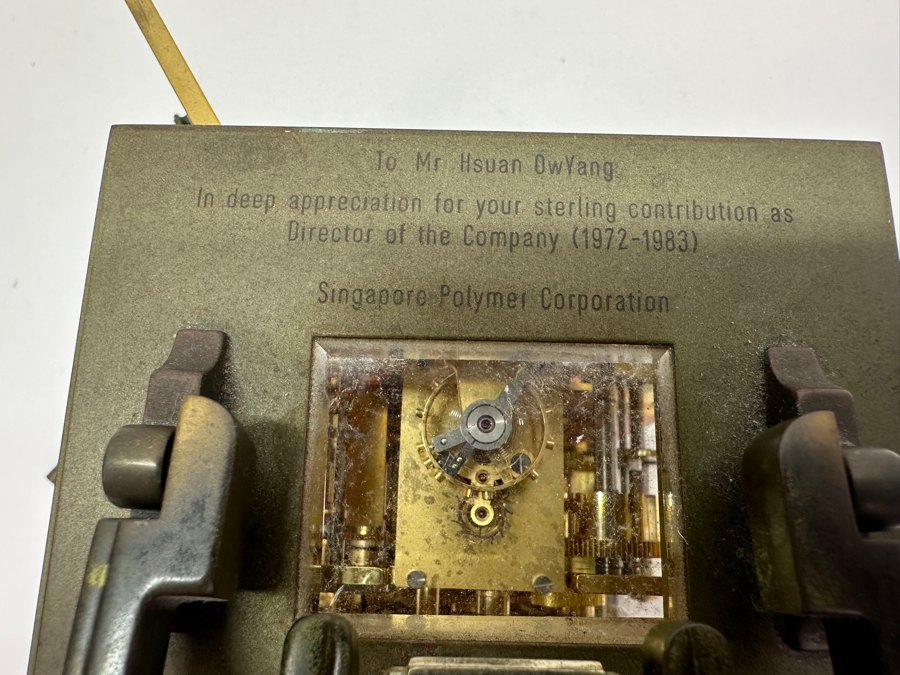 To Mr Hsuan OwYang
In deep appreciation for your sterling contribution as
Director of the Company (1972-1983)
Singapore Polymer Corporation